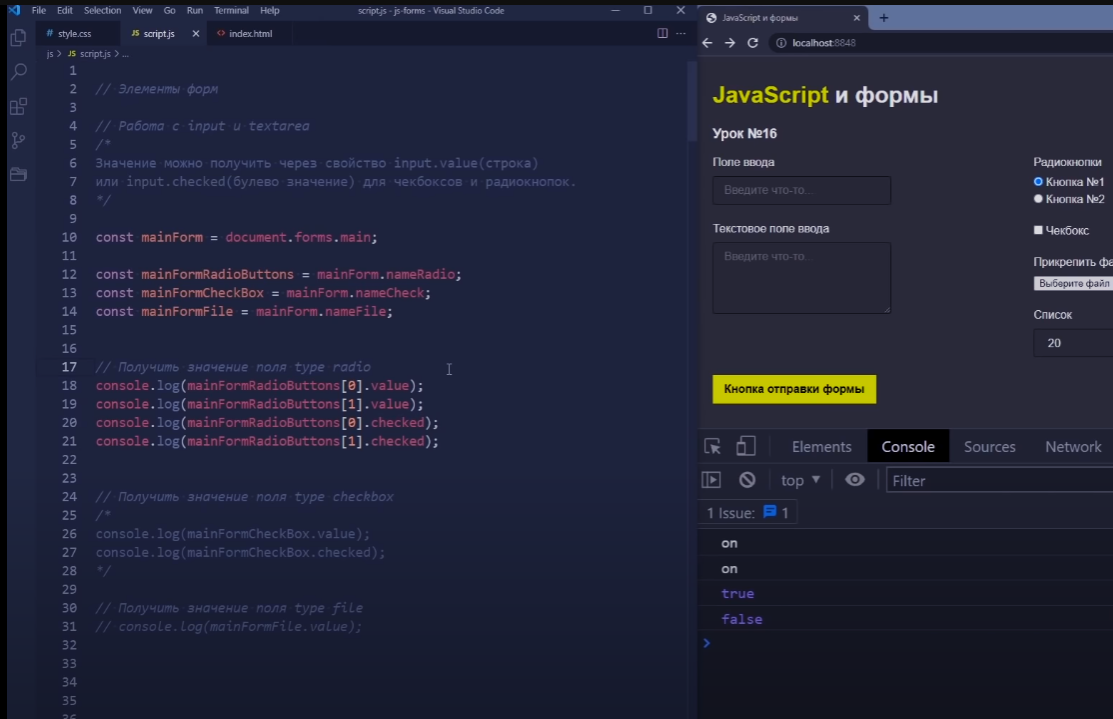 File Edit Selection View Go Run Terminal Help script.js - js-forms - Visual Studio Code
# style.css JS script.js × <> index.html
js > JS script.js > ...
1
2 // Элементы форм
3
4 // Работа с input и textarea
5 /*
6 Значение можно получить через свойство input.value(строка)
7 или input.checked(булево значение) для чекбоксов и радиокнопок.
8 */
9
10 const mainForm = document.forms.main;
11
12 const mainFormRadioButtons = mainForm.nameRadio;
13 const mainFormCheckBox = mainForm.nameCheck;
14 const mainFormFile = mainForm.nameFile;
15
16
17 // Получить значение поля type radio
18 console.log(mainFormRadioButtons[0].value);
19 console.log(mainFormRadioButtons[1].value);
20 console.log(mainFormRadioButtons[0].checked);
21 console.log(mainFormRadioButtons[1].checked);
22
23
24 // Получить значение поля type checkbox
25 /*
26 console.log(mainFormCheckBox.value);
27 console.log(mainFormCheckBox.checked);
28 */
29
30 // Получить значение поля type file
31 // console.log(mainFormFile.value);
32
33
34
35
JavaScript и формы
localhost:8848
JavaScript и формы
Урок №16
Поле ввода
Введите что-то...
Текстовое поле ввода
Введите что-то...
Радиокнопки
Кнопка №1
Кнопка №2
Чекбокс
Прикрепить фа
Выберите файл
Список
20
Кнопка отправки формы
Elements Console Sources Network
top ▼ Filter
1 Issue: 1
on
on
true
false
>